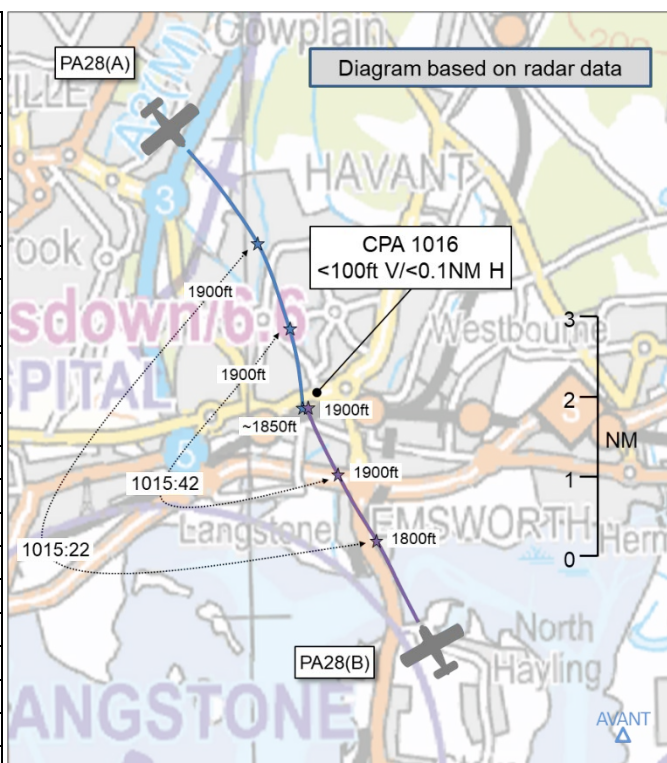 Cowplain
PA28(A)
Diagram based on radar data
A3(M)
HAVANT
3
CPA 1016
<100ft V/<0.1NM H
1900ft
sdown/6.6
Westbourne
3
1900ft
SPITAL
2
1900ft
~1850ft
5
NM
1015:42
1900ft
1
Langstone
EMSWORTH
Herm
1015:22
1800ft
0
North
Hayling
PA28(B)
ANGSTONE
AVANT